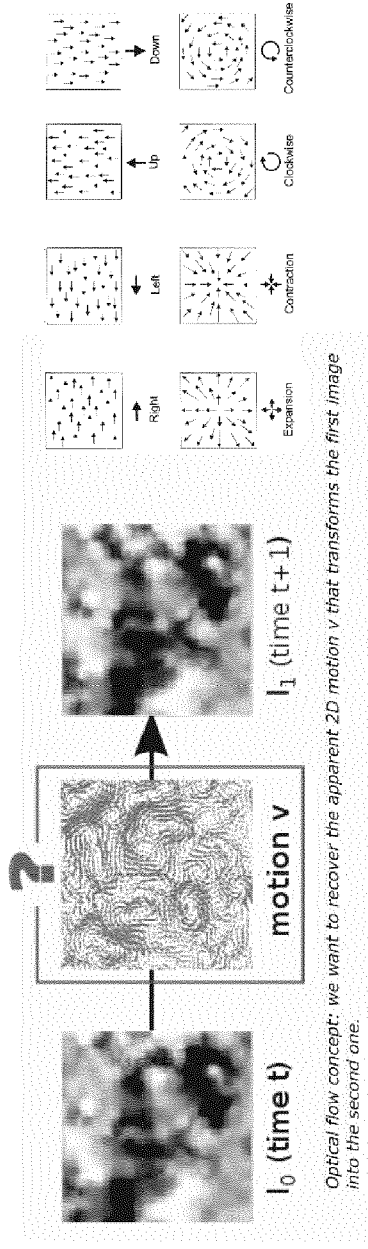 ?
I₀ (time t)
motion v
I₁ (time t+1)
Optical flow concept: we want to recover the apparent 2D motion v that transforms the first image
into the second one.
Right
Left
Up
Down
Expansion
Contraction
Clockwise
Counterclockwise